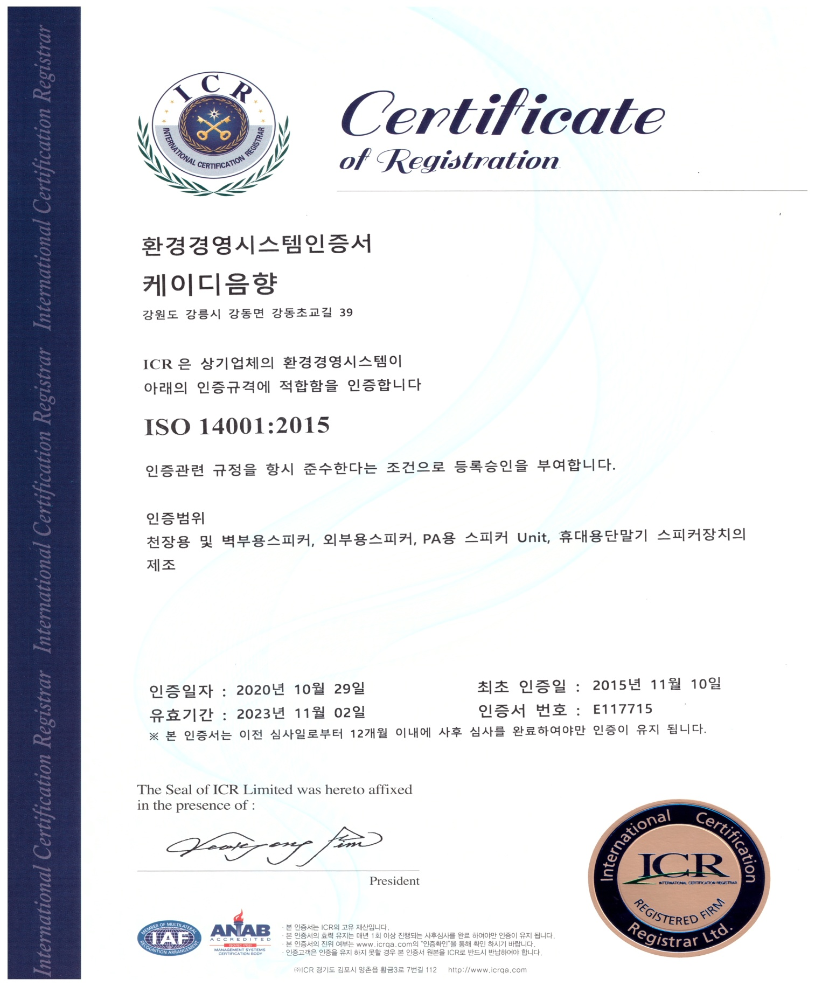 International Certification Registrar International Certification Registrar International Certification Registrar
ICR
INTERNATIONAL CERTIFICATION REGISTRAR
Certificate
of Registration
환경경영시스템인증서
케이디음향
강원도 강릉시 강동면 강동초교길 39
ICR 은 상기업체의 환경경영시스템이
아래의 인증규격에 적합함을 인증합니다
ISO 14001:2015
인증관련 규정을 항시 준수한다는 조건으로 등록승인을 부여합니다.
인증범위
천장용 및 벽부용스피커, 외부용스피커, PA용 스피커 Unit, 휴대용단말기 스피커장치의
제조
인증일자 : 2020년 10월 29일 최초 인증일 : 2015년 11월 10일
유효기간 : 2023년 11월 02일 인증서 번호 : E117715
※ 본 인증서는 이전 심사일로부터 12개월 이내에 사후 심사를 완료하여야만 인증이 유지 됩니다.
The Seal of ICR Limited was hereto affixed
in the presence of :
President
International Certification
ICR
INTERNATIONAL CERTIFICATION REGISTRAR
REGISTERED FIRM
Registrar Ltd.
MEMBER OF MULTILATERAL
IAF
RECOGNITION ARRANGEMENT
ANAB
ACCREDITED
ISO/IEC 17021
MANAGEMENT SYSTEMS
CERTIFICATION BODY
· 본 인증서는 ICR의 고유 재산입니다.
· 본 인증서의 효력 유지는 매년 1회 이상 진행되는 사후심사를 완료 하여야만 인증이 유지 됩니다.
· 본 인증서의 진위 여부는 www.icrqa.com의 "인증확인"을 통해 확인 하시기 바랍니다.
· 인증고객은 인증을 유지 하지 못할 경우 본 인증서 원본을 ICR로 반드시 반납하여야 합니다.
㈜ICR 경기도 김포시 양촌읍 황금3로 7번길 112 http://www.icrqa.com